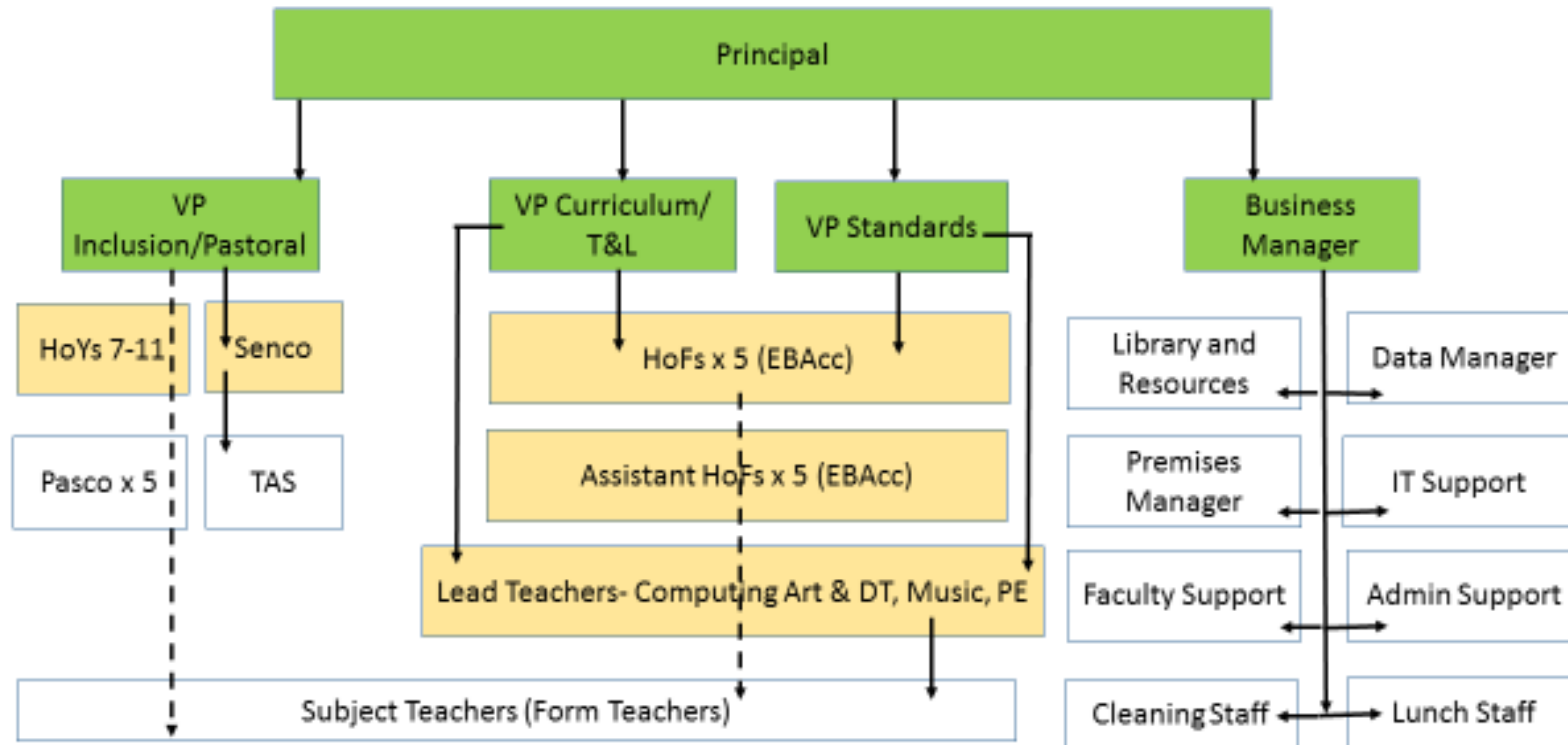 Principal
VP
Inclusion/Pastoral
VP Curriculum/
T&L
VP Standards
Business
Manager
HoYs 7-11
Senco
HoFs x 5 (EBAcc)
Library and
Resources
Data Manager
Pasco x 5
TAS
Assistant HoFs x 5 (EBAcc)
Premises
Manager
IT Support
Lead Teachers- Computing Art & DT, Music, PE
Faculty Support
Admin Support
Subject Teachers (Form Teachers)
Cleaning Staff
Lunch Staff